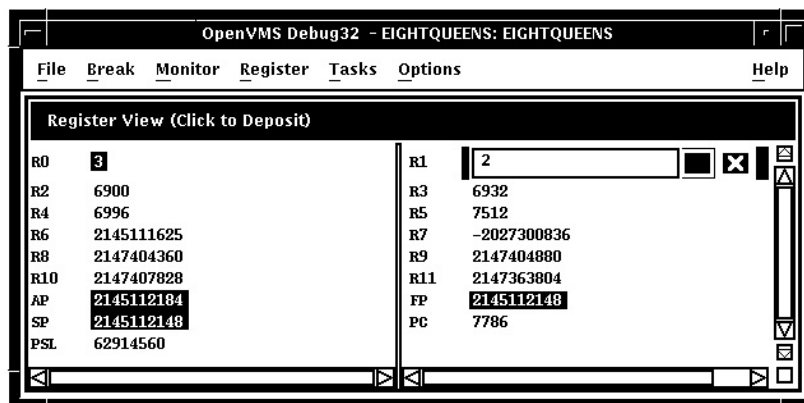 OpenVMS Debug32 - EIGHTQUEENS: EIGHTQUEENS
File Break Monitor Register Tasks Options Help
Register View (Click to Deposit)
R0 3 R1 2
R2 6900 R3 6932
R4 6996 R5 7512
R6 2145111625 R7 -2027300836
R8 2147404360 R9 2147404880
R10 2147407828 R11 2147363804
AP 2145112184 FP 2145112148
SP 2145112148 PC 7786
PSL 62914560